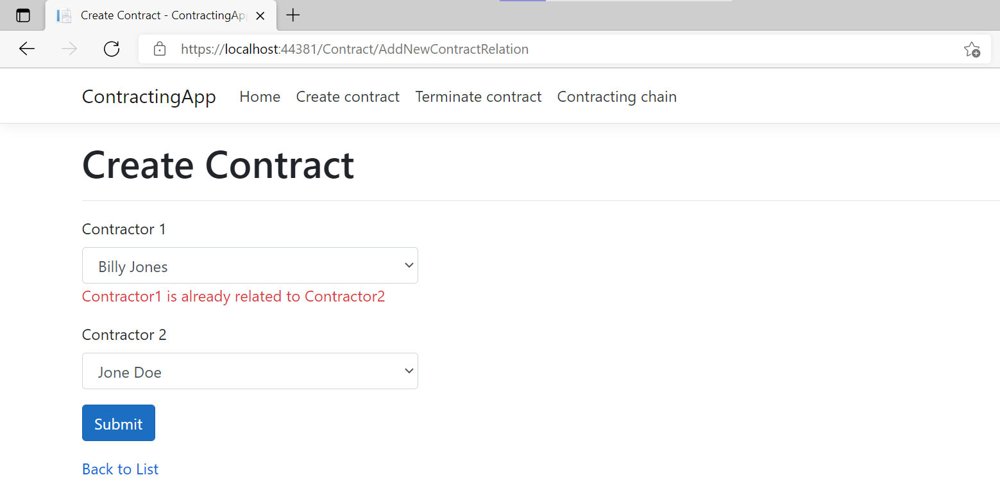 Create Contract - ContractingAp
https://localhost:44381/Contract/AddNewContractRelation
ContractingApp Home Create contract Terminate contract Contracting chain
Create Contract
Contractor 1
Billy Jones
Contractor1 is already related to Contractor2
Contractor 2
Jone Doe
Submit
Back to List